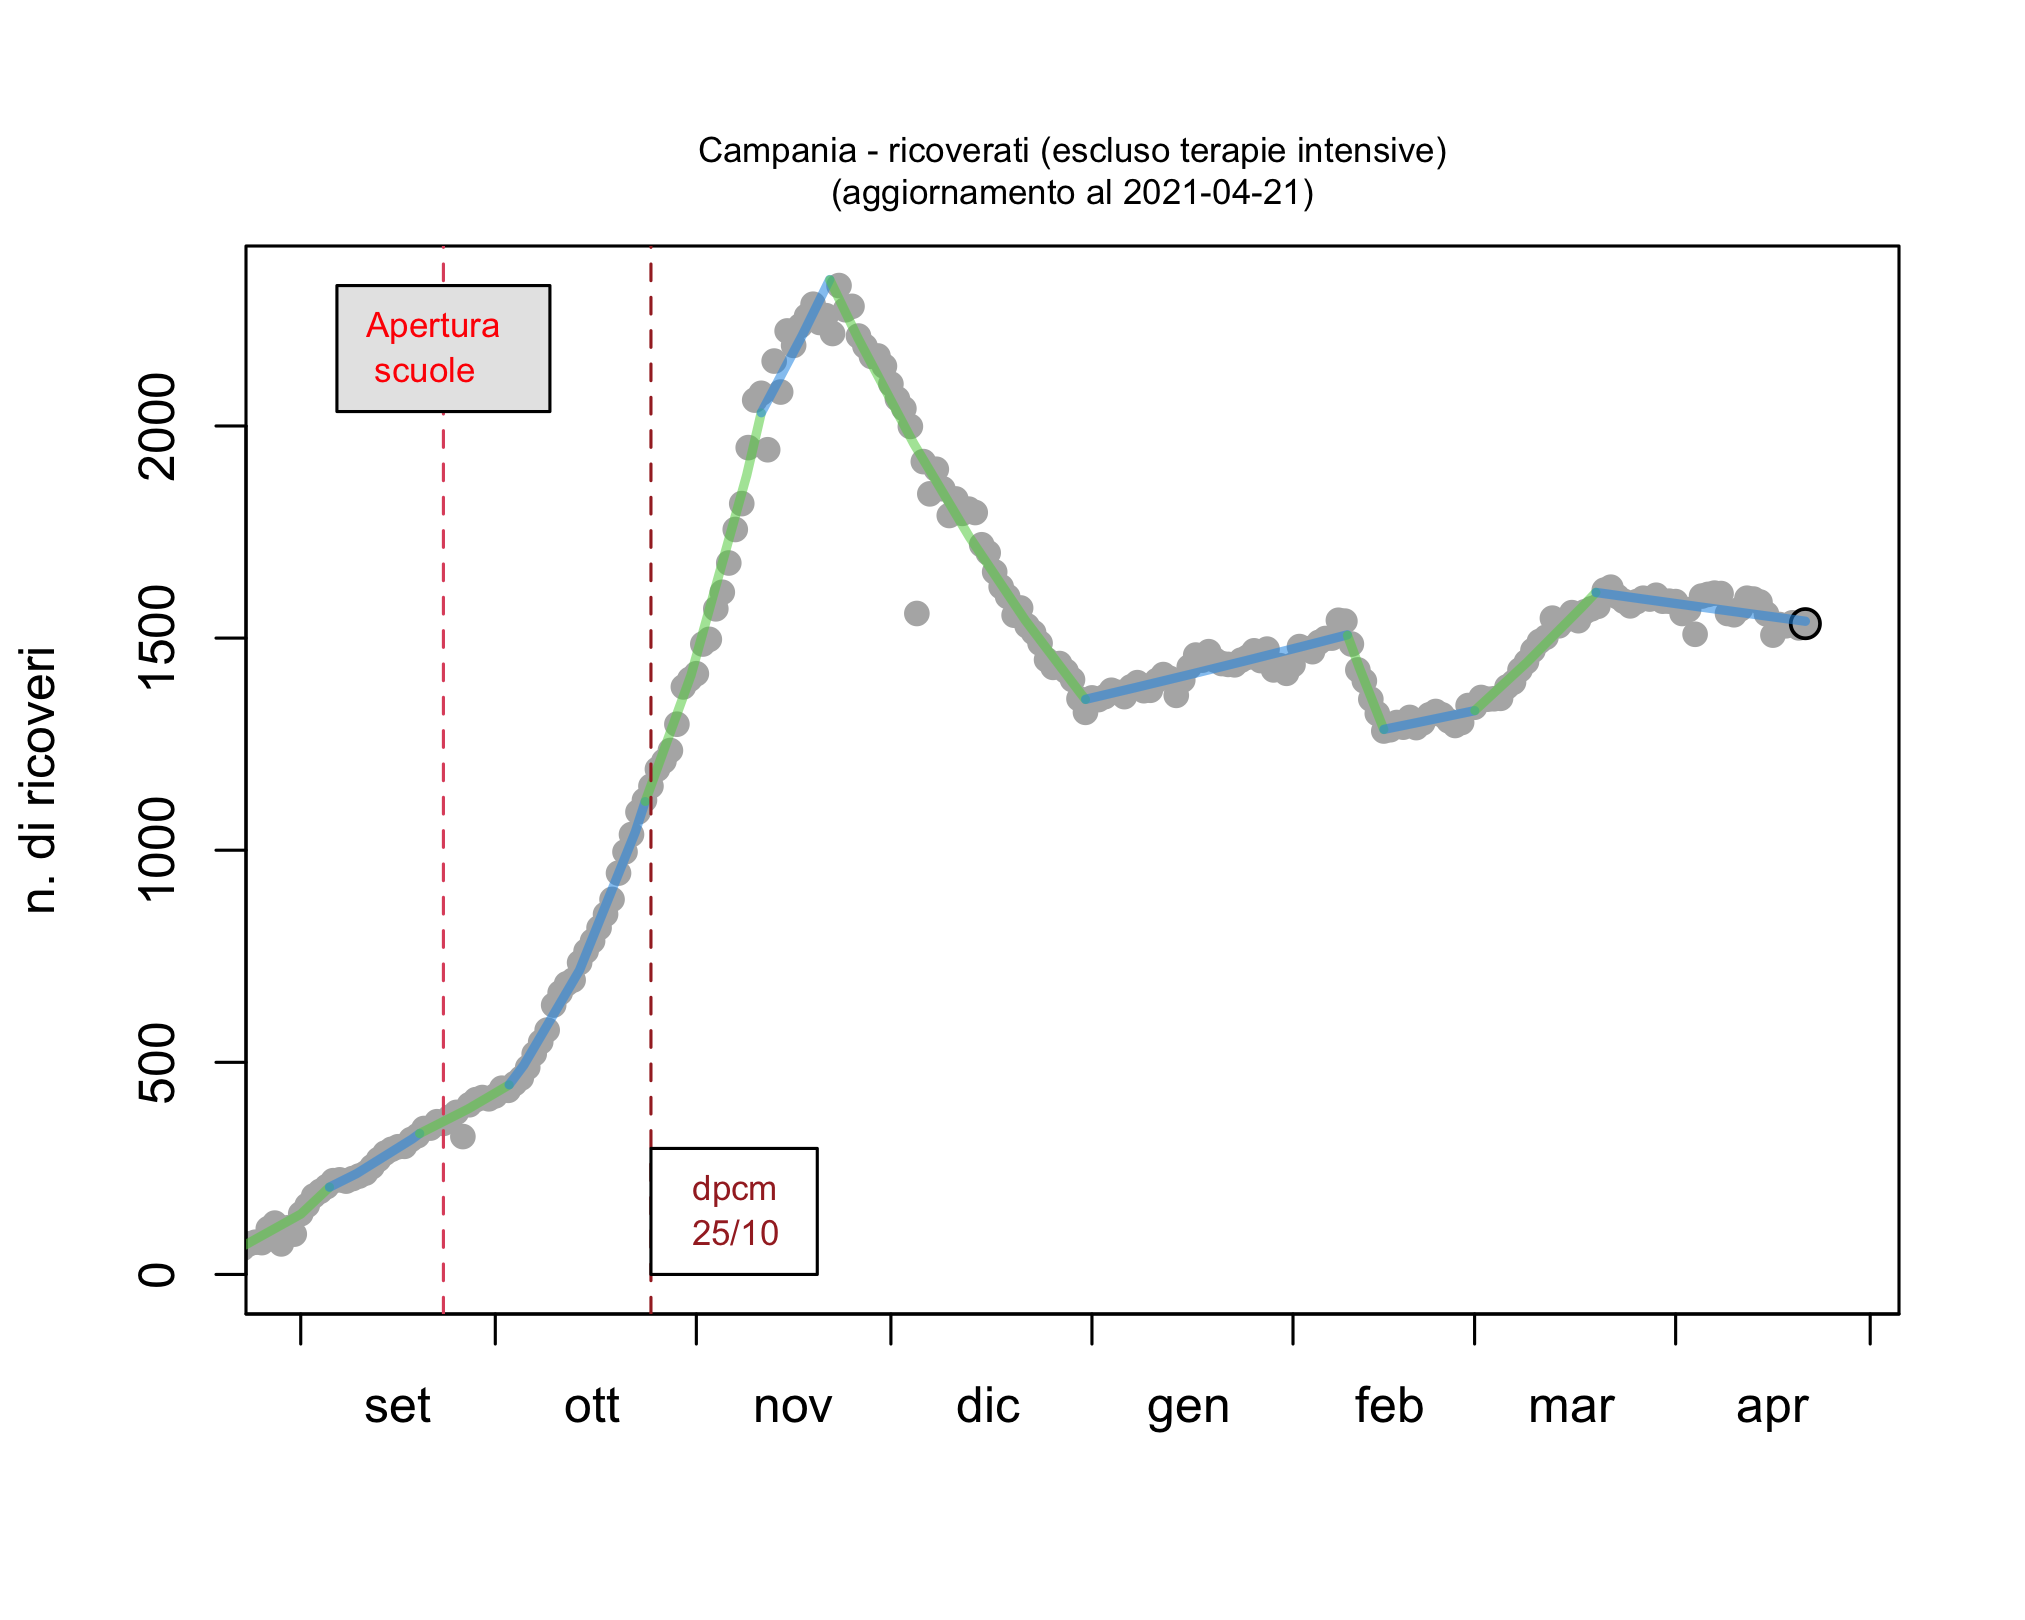 Campania - ricoverati (escluso terapie intensive)
(aggiornamento al 2021-04-21)
Apertura
scuole
dpcm
25/10
n. di ricoveri
2000
1500
1000
500
0
set ott nov dic gen feb mar apr